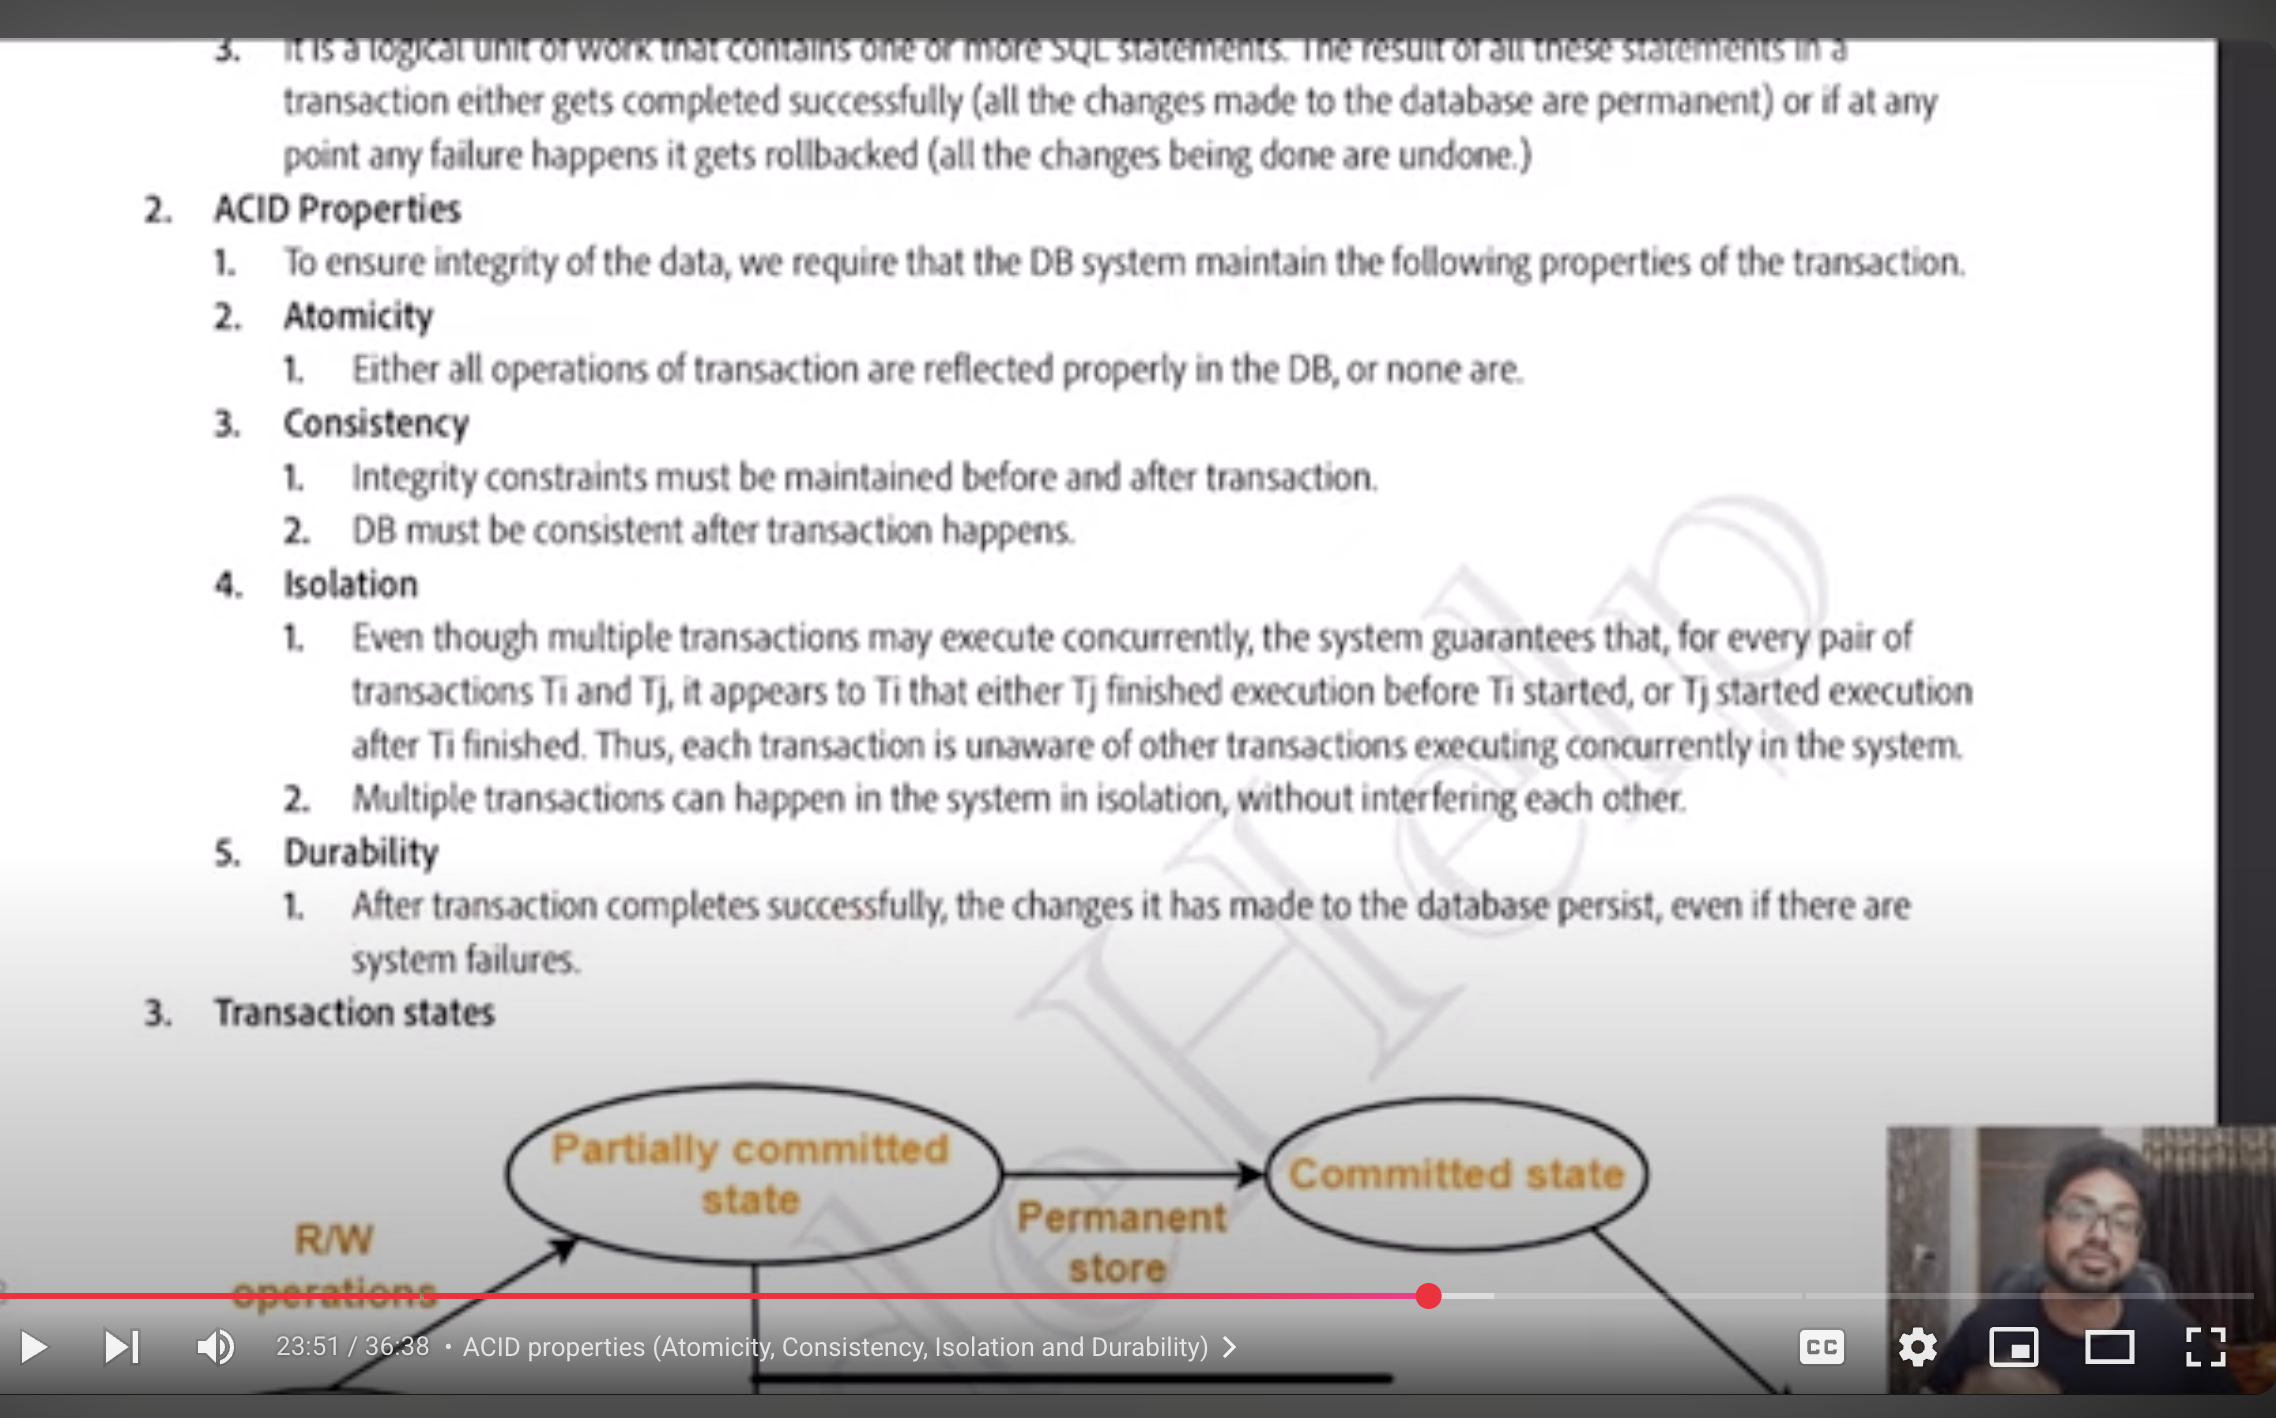 3. It is a logical unit of work that contains one or more SQL statements. The result of all these statements in a
transaction either gets completed successfully (all the changes made to the database are permanent) or if at any
point any failure happens it gets rollbacked (all the changes being done are undone.)
2. ACID Properties
1. To ensure integrity of the data, we require that the DB system maintain the following properties of the transaction.
2. Atomicity
1. Either all operations of transaction are reflected properly in the DB, or none are.
3. Consistency
1. Integrity constraints must be maintained before and after transaction.
2. DB must be consistent after transaction happens.
4. Isolation
1. Even though multiple transactions may execute concurrently, the system guarantees that, for every pair of
transactions Ti and Tj, it appears to Ti that either Tj finished execution before Ti started, or Tj started execution
after Ti finished. Thus, each transaction is unaware of other transactions executing concurrently in the system.
2. Multiple transactions can happen in the system in isolation, without interfering each other.
5. Durability
1. After transaction completes successfully, the changes it has made to the database persist, even if there are
system failures.
3. Transaction states
Partially committed
state
Committed state
Permanent
store
R/W
operations
23:51 / 36:38 • ACID properties (Atomicity, Consistency, Isolation and Durability)
CC